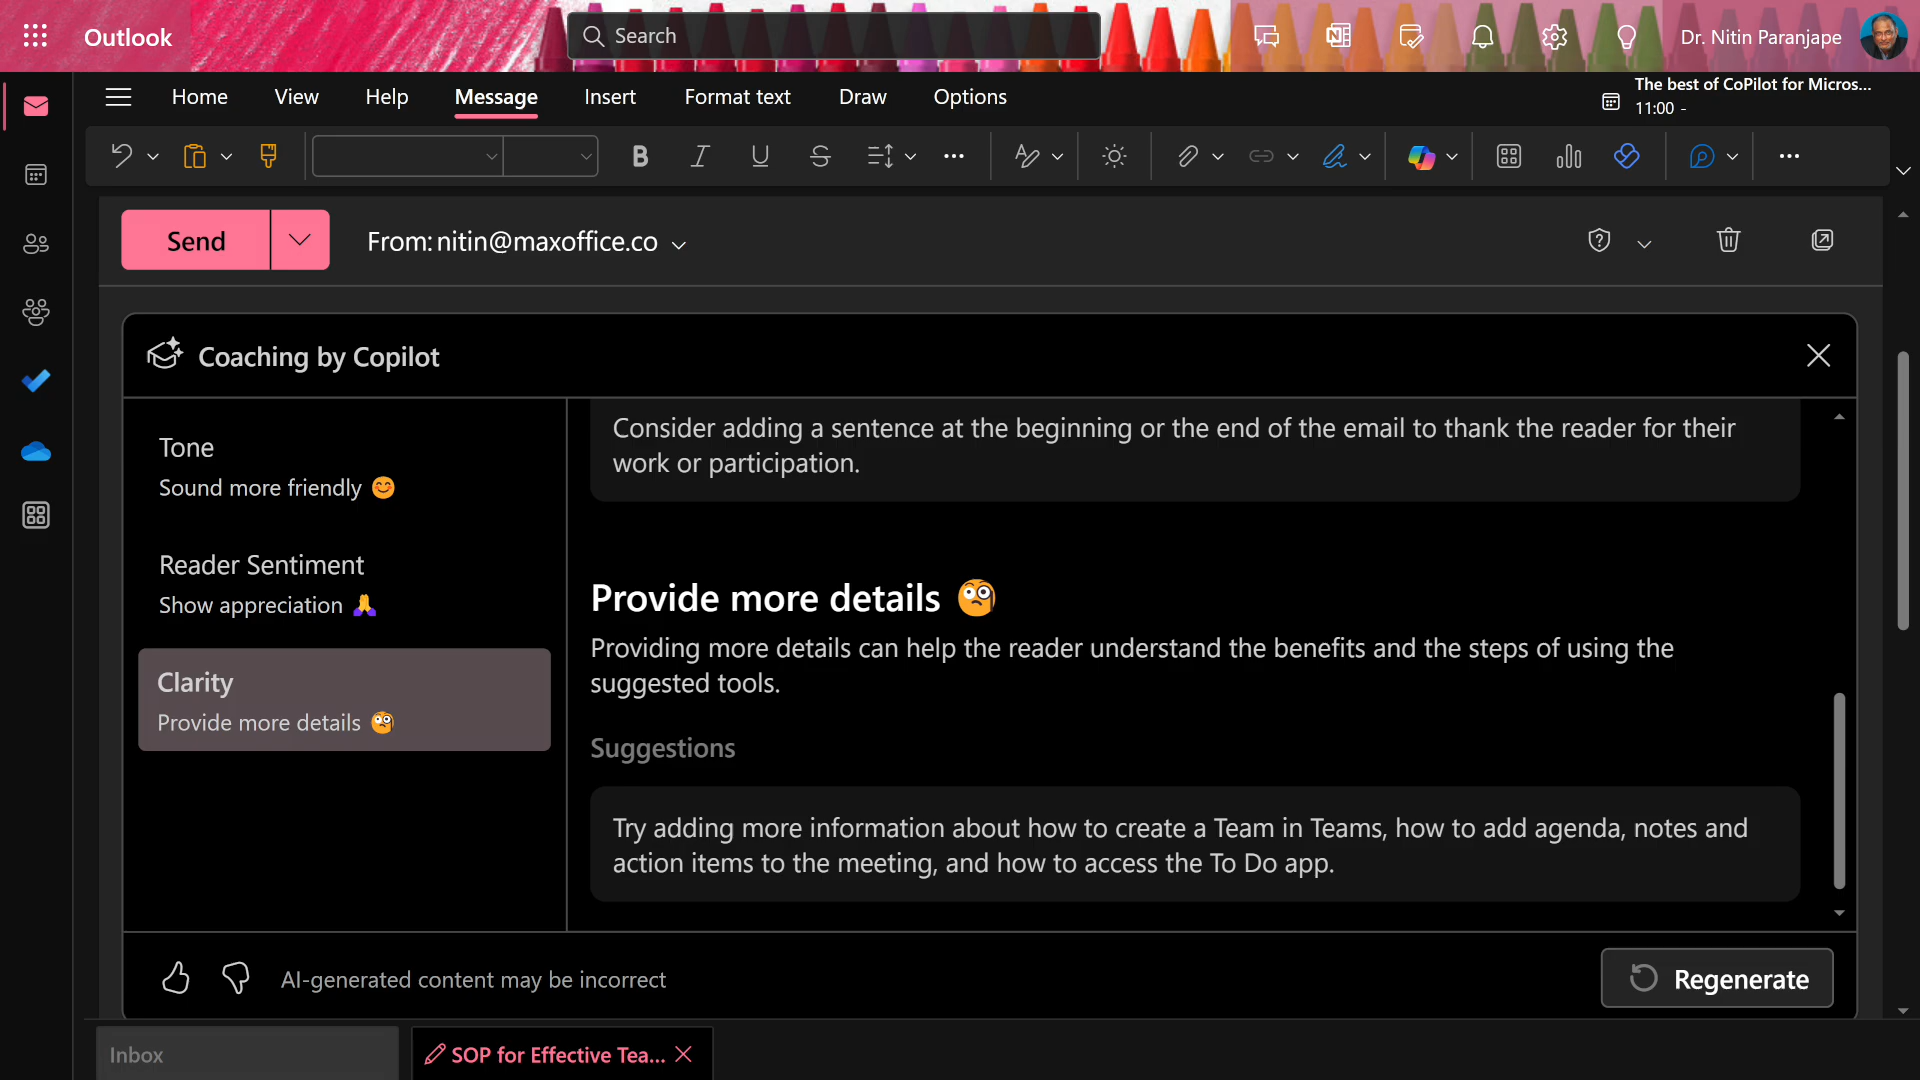 Outlook
Search
Dr. Nitin Paranjape
Home
View
Help
Message
Insert
Format text
Draw
Options
The best of CoPilot for Micros...
11:00 -
Send
From: nitin@maxoffice.co
Coaching by Copilot
Tone
Sound more friendly 😊
Reader Sentiment
Show appreciation 🙏
Clarity
Provide more details 🧐
Consider adding a sentence at the beginning or the end of the email to thank the reader for their
work or participation.
Provide more details 🧐
Providing more details can help the reader understand the benefits and the steps of using the
suggested tools.
Suggestions
Try adding more information about how to create a Team in Teams, how to add agenda, notes and
action items to the meeting, and how to access the To Do app.
AI-generated content may be incorrect
Regenerate
Inbox
SOP for Effective Tea...